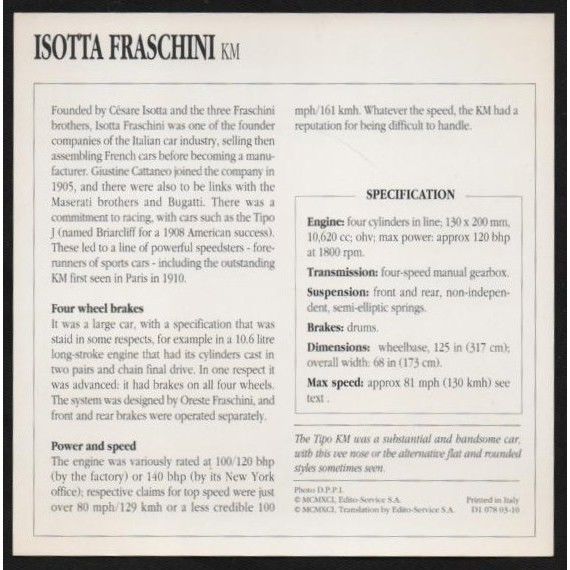 ISOTTA FRASCHINI KM
Founded by Césare Isotta and the three Fraschini
brothers, Isotta Fraschini was one of the founder
companies of the Italian car industry, selling then
assembling French cars before becoming a manu-
facturer. Giustine Cattaneo joined the company in
1905, and there were also to be links with the
Maserati brothers and Bugatti. There was a
commitment to racing, with cars such as the Tipo
J (named Briarcliff for a 1908 American success).
These led to a line of powerful speedsters - fore-
runners of sports cars - including the outstanding
KM first seen in Paris in 1910.
Four wheel brakes
It was a large car, with a specification that was
staid in some respects, for example in a 10.6 litre
long-stroke engine that had its cylinders cast in
two pairs and chain final drive. In one respect it
was advanced: it had brakes on all four wheels.
The system was designed by Oreste Fraschini, and
front and rear brakes were operated separately.
Power and speed
The engine was variously rated at 100/120 bhp
(by the factory) or 140 bhp (by its New York
office); respective claims for top speed were just
over 80 mph/129 kmh or a less credible 100
mph/161 kmh. Whatever the speed, the KM had a
reputation for being difficult to handle.
SPECIFICATION
Engine: four cylinders in line; 130 x 200 mm,
10,620 cc; ohv; max power: approx 120 bhp
at 1800 rpm.
Transmission: four-speed manual gearbox.
Suspension: front and rear, non-indepen-
dent, semi-elliptic springs.
Brakes: drums.
Dimensions: wheelbase, 125 in (317 cm);
overall width: 68 in (173 cm).
Max speed: approx 81 mph (130 kmh) see
text .
The Tipo KM was a substantial and handsome car,
with this vee nose or the alternative flat and rounded
styles sometimes seen.
Photo D.P.P.I.
© MCMXCI, Edito-Service S.A. Printed in Italy
© MCMXCI, Translation by Edito-Service S.A. D1 078 03-10